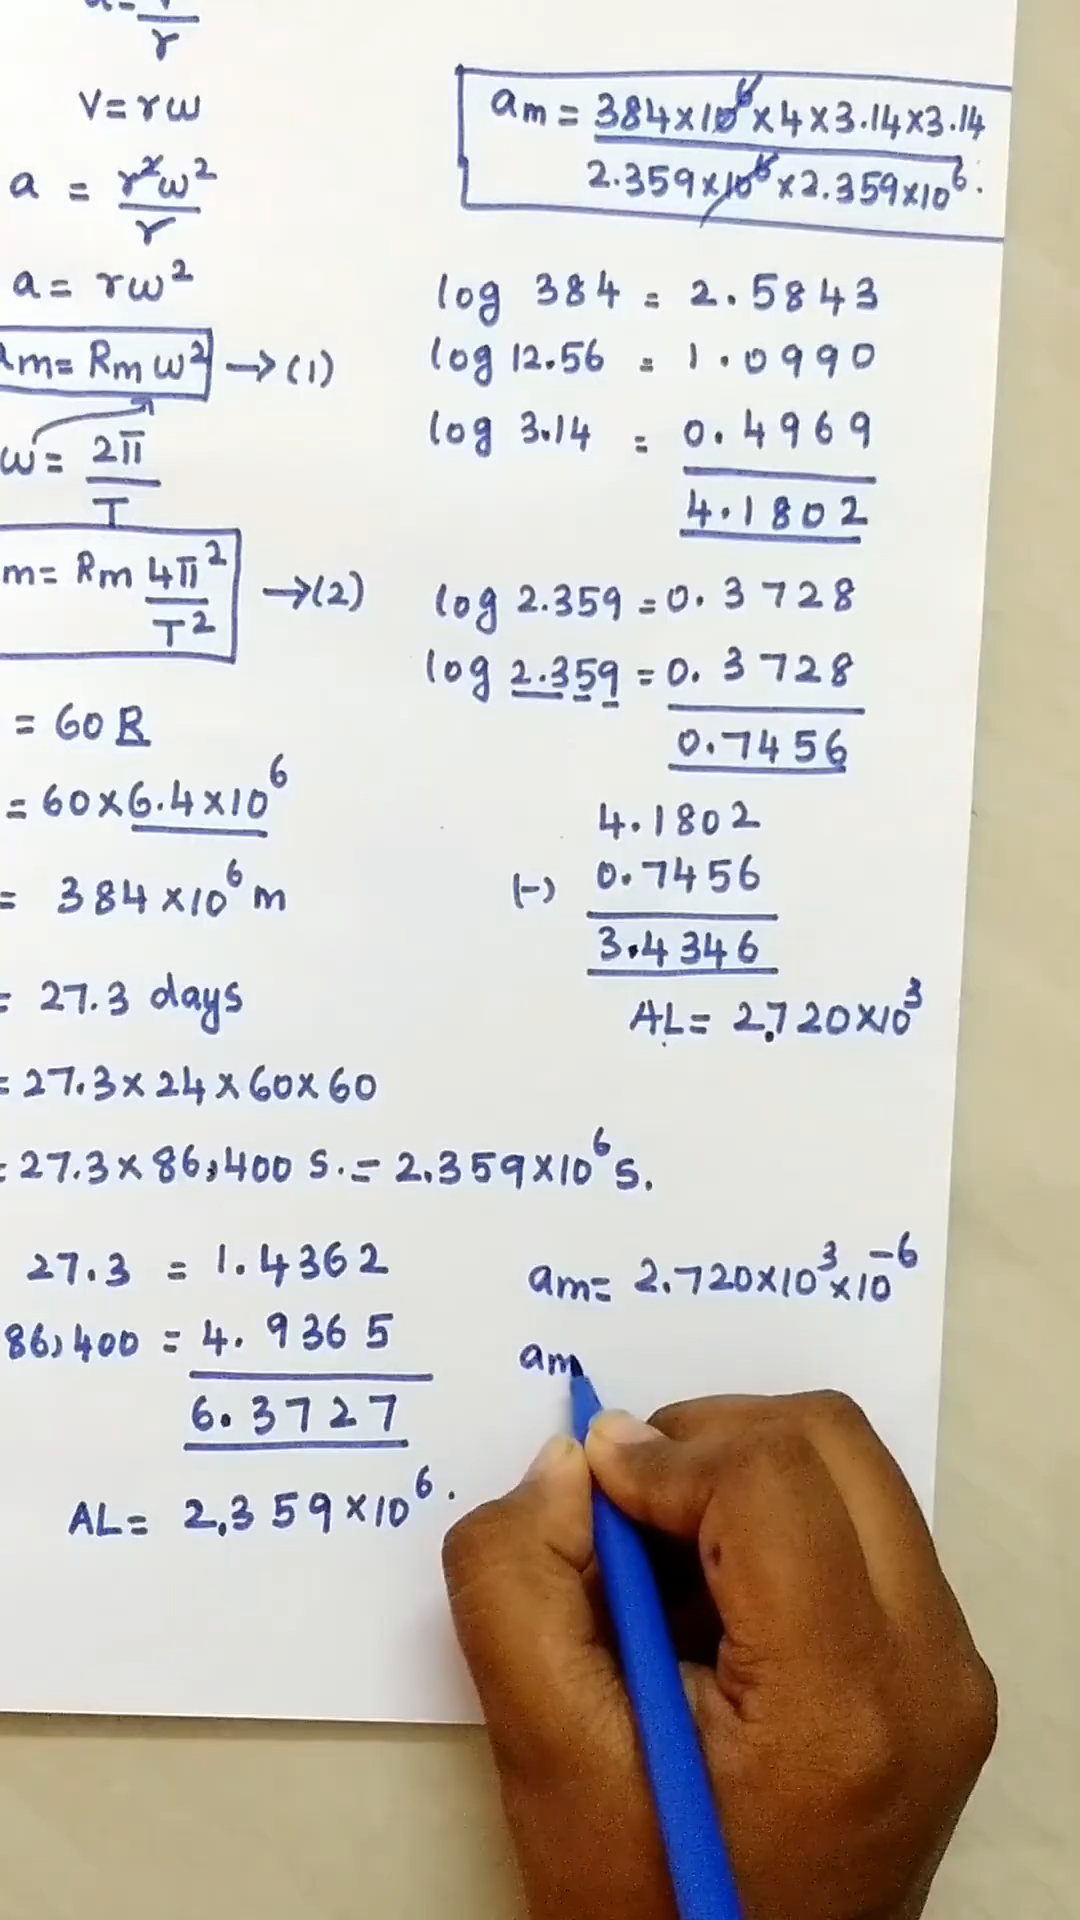 r
V = rω
a = r²ω² / r
a = rω²
am = Rm ω² → (1)
ω = 2π / T
m = Rm 4π² / T² → (2)
= 60 R
= 60 × 6.4 × 10⁶
= 384 × 10⁶ m
= 27.3 days
= 27.3 × 24 × 60 × 60
= 27.3 × 86,400 s. = 2.359 × 10⁶ s.
27.3 = 1.4362
86,400 = 4.9365
6.3727
AL = 2,359 × 10⁶.
am = 384 × 10⁶ × 4 × 3.14 × 3.14
2.359 × 10⁶ × 2.359 × 10⁶.
log 384 = 2.5843
log 12.56 = 1.0990
log 3.14 = 0.4969
4.1802
log 2.359 = 0.3728
log 2.359 = 0.3728
0.7456
4.1802
(-) 0.7456
3.4346
AL = 2,720 × 10³
am = 2.720 × 10³ × 10⁻⁶
am